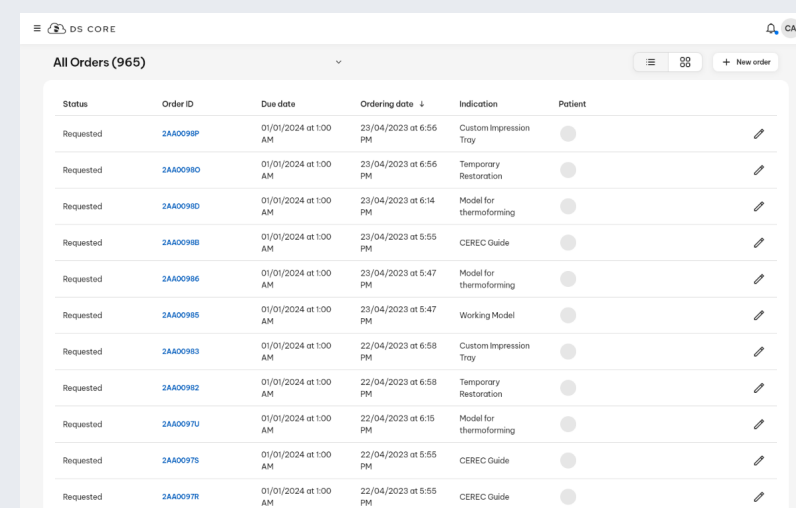 DS CORE
CA
All Orders (965)
New order
Status Order ID Due date Ordering date ↓ Indication Patient
Requested 2AA0098P 01/01/2024 at 1:00 AM 23/04/2023 at 6:56 PM Custom Impression Tray
Requested 2AA0098O 01/01/2024 at 1:00 AM 23/04/2023 at 6:56 PM Temporary Restoration
Requested 2AA0098D 01/01/2024 at 1:00 AM 23/04/2023 at 6:14 PM Model for thermoforming
Requested 2AA0098B 01/01/2024 at 1:00 AM 23/04/2023 at 5:55 PM CEREC Guide
Requested 2AA00986 01/01/2024 at 1:00 AM 23/04/2023 at 5:47 PM Model for thermoforming
Requested 2AA00985 01/01/2024 at 1:00 AM 23/04/2023 at 5:47 PM Working Model
Requested 2AA00983 01/01/2024 at 1:00 AM 22/04/2023 at 6:58 PM Custom Impression Tray
Requested 2AA00982 01/01/2024 at 1:00 AM 22/04/2023 at 6:58 PM Temporary Restoration
Requested 2AA0097U 01/01/2024 at 1:00 AM 22/04/2023 at 6:15 PM Model for thermoforming
Requested 2AA0097S 01/01/2024 at 1:00 AM 22/04/2023 at 5:55 PM CEREC Guide
Requested 2AA0097R 01/01/2024 at 1:00 AM 22/04/2023 at 5:55 PM CEREC Guide